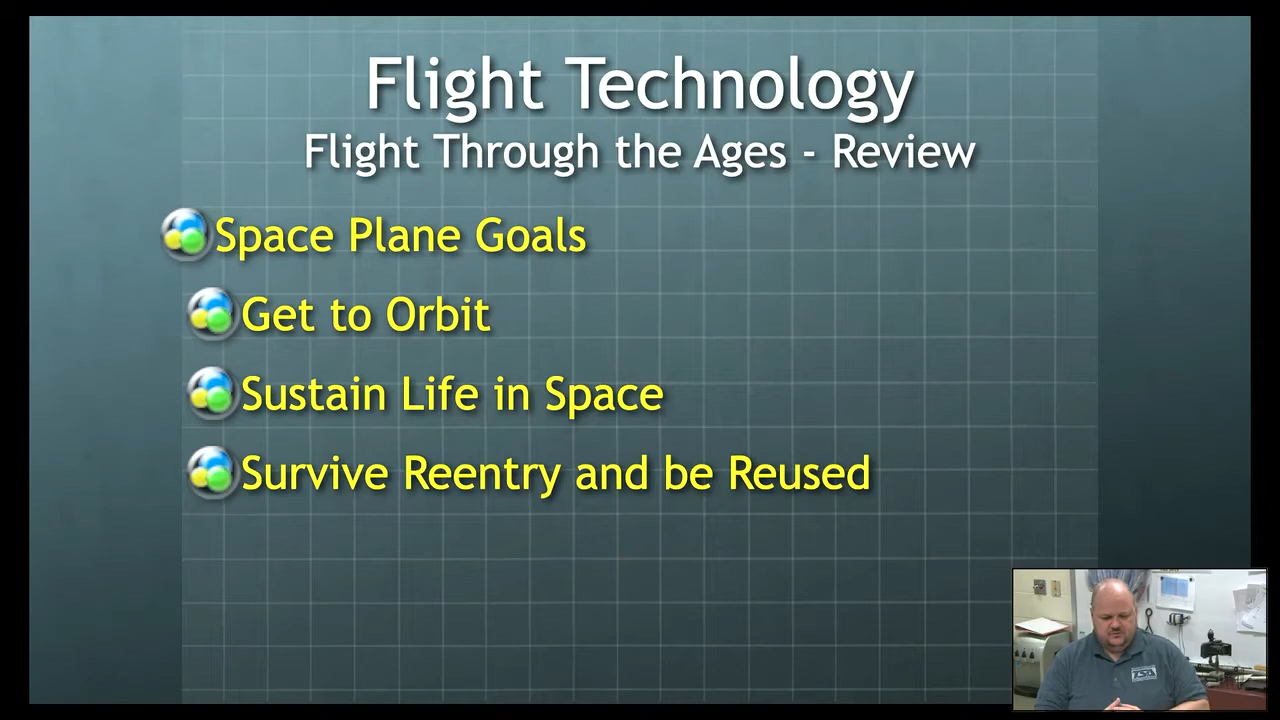 Flight Technology
Flight Through the Ages - Review
Space Plane Goals
Get to Orbit
Sustain Life in Space
Survive Reentry and be Reused